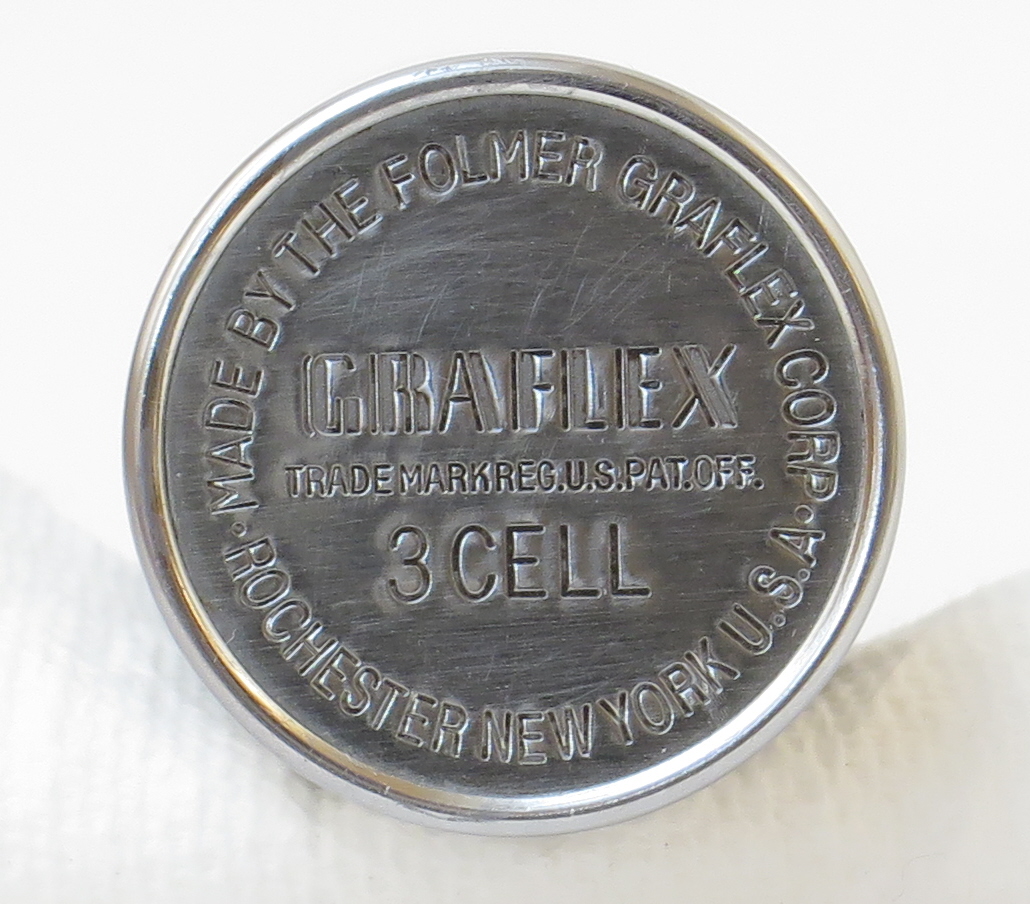 MADE BY THE FOLMER GRAFLEX CORP.
GRAFLEX
TRADE MARK REG. U.S. PAT. OFF.
3 CELL
ROCHESTER NEW YORK U.S.A.